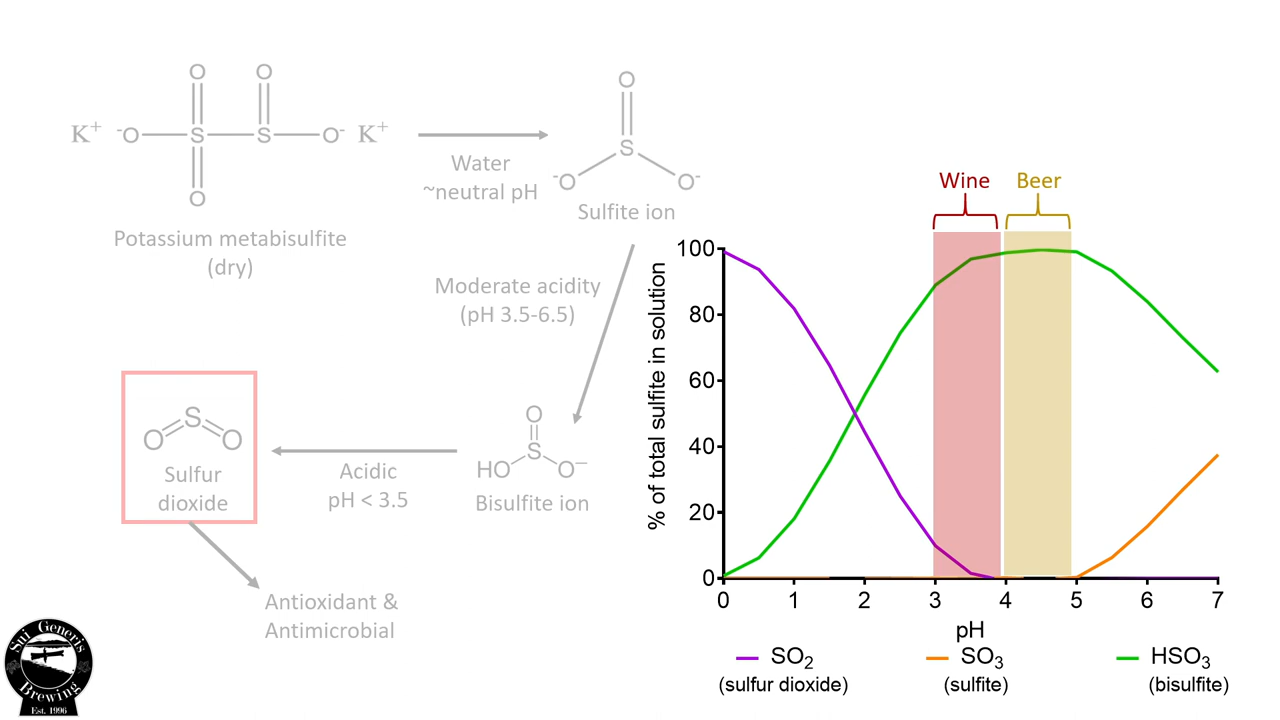 O O
K⁺ ⁻O S S O⁻ K⁺
O
Potassium metabisulfite
(dry)
Water
~neutral pH
O
S
⁻O O⁻
Sulfite ion
Moderate acidity
(pH 3.5-6.5)
O
S
HO O⁻
Bisulfite ion
Acidic
pH < 3.5
S
O O
Sulfur
dioxide
Antioxidant &
Antimicrobial
Wine Beer
% of total sulfite in solution
100
80
60
40
20
0
0 1 2 3 4 5 6 7
pH
SO₂ SO₃ HSO₃
(sulfur dioxide) (sulfite) (bisulfite)
Sui Generis
Brewing
Est. 1996